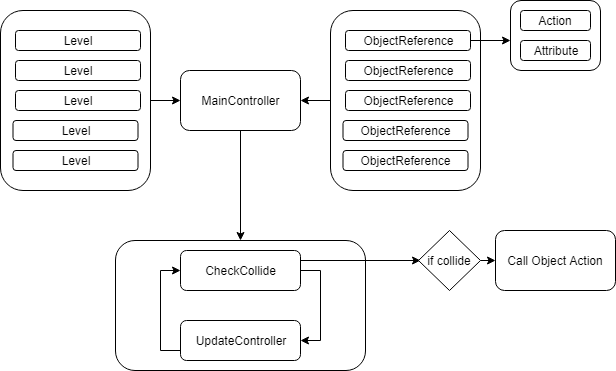 Level
Level
Level
Level
Level
MainController
ObjectReference
ObjectReference
ObjectReference
ObjectReference
ObjectReference
Action
Attribute
CheckCollide
UpdateController
if collide
Call Object Action